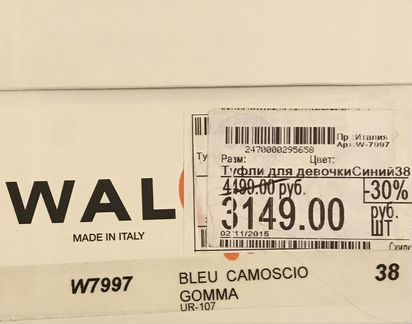 WAL
MADE IN ITALY
2470000295658
Пр :Италия
Арт:W-7997
Разм: Цвет:
Туфли для девочкиСиний38
4490.00 руб. -30%
3149.00 руб.
ШТ
02/11/2015
W7997 BLEU CAMOSCIO 38
GOMMA
UR-107